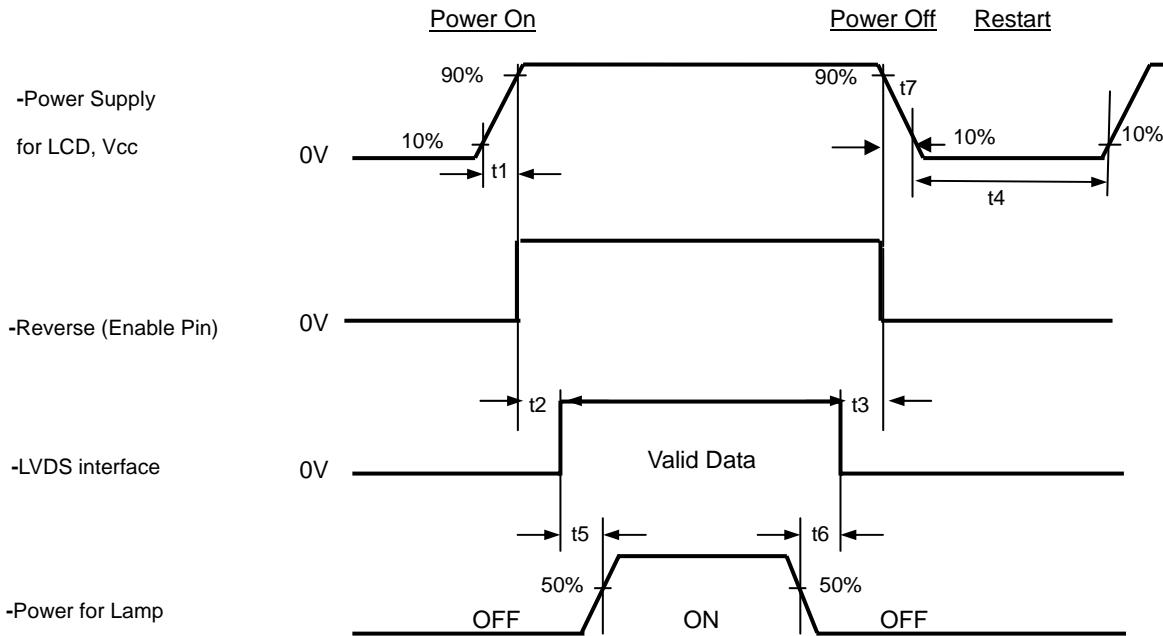 Power On
Power Off
Restart
90%
90%
t7
-Power Supply
for LCD, Vcc
10%
10%
10%
0V
t1
t4
-Reverse (Enable Pin)
0V
t2
t3
-LVDS interface
0V
Valid Data
t5
t6
50%
50%
-Power for Lamp
OFF
ON
OFF